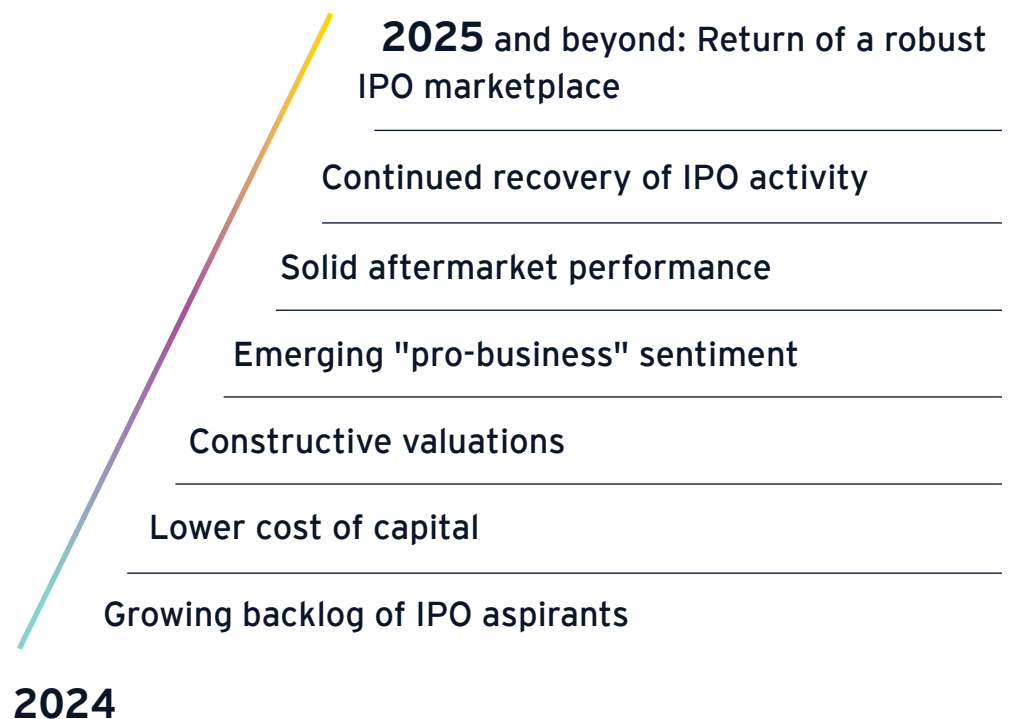 2025 and beyond: Return of a robust
IPO marketplace
Continued recovery of IPO activity
Solid aftermarket performance
Emerging "pro-business" sentiment
Constructive valuations
Lower cost of capital
Growing backlog of IPO aspirants
2024